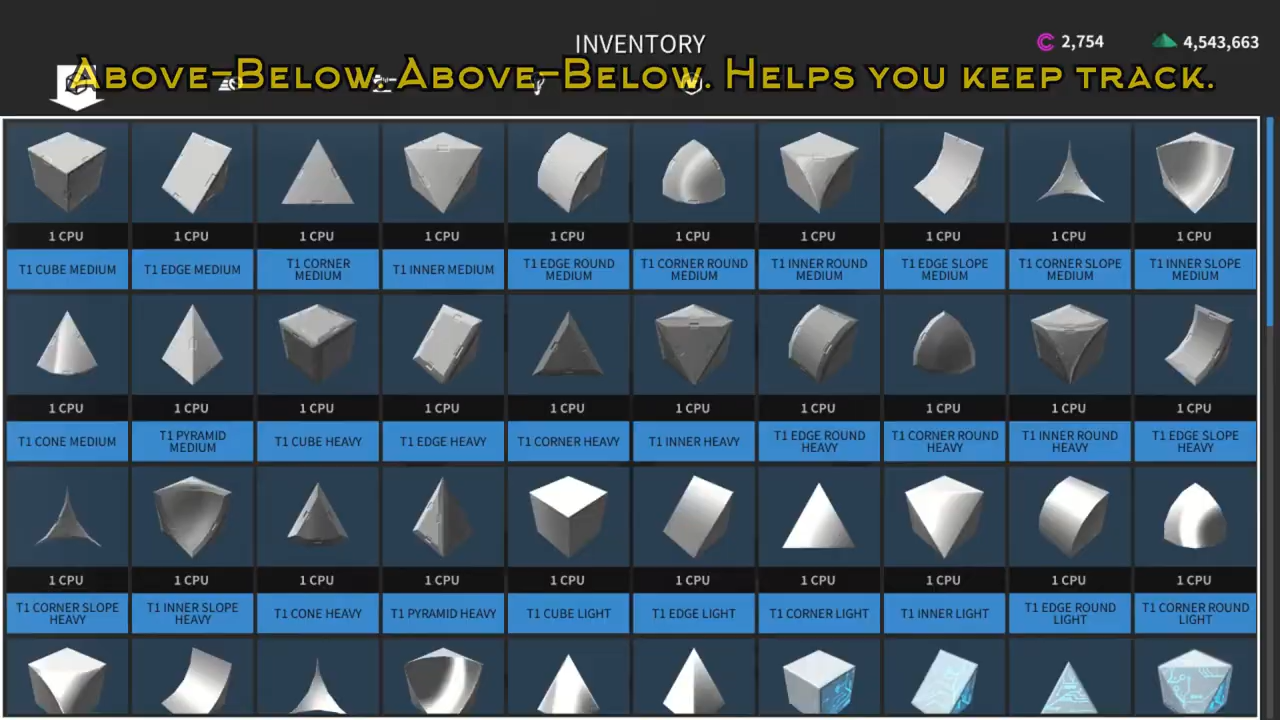 INVENTORY
2,754
4,543,663
Above-Below. Above-Below. Helps you keep track.
1 CPU 1 CPU 1 CPU 1 CPU 1 CPU 1 CPU 1 CPU 1 CPU 1 CPU 1 CPU
T1 CUBE MEDIUM
T1 EDGE MEDIUM
T1 CORNER
MEDIUM
T1 INNER MEDIUM
T1 EDGE ROUND
MEDIUM
T1 CORNER ROUND
MEDIUM
T1 INNER ROUND
MEDIUM
T1 EDGE SLOPE
MEDIUM
T1 CORNER SLOPE
MEDIUM
T1 INNER SLOPE
MEDIUM
1 CPU 1 CPU 1 CPU 1 CPU 1 CPU 1 CPU 1 CPU 1 CPU 1 CPU 1 CPU
T1 CONE MEDIUM
T1 PYRAMID
MEDIUM
T1 CUBE HEAVY
T1 EDGE HEAVY
T1 CORNER HEAVY
T1 INNER HEAVY
T1 EDGE ROUND
HEAVY
T1 CORNER ROUND
HEAVY
T1 INNER ROUND
HEAVY
T1 EDGE SLOPE
HEAVY
1 CPU 1 CPU 1 CPU 1 CPU 1 CPU 1 CPU 1 CPU 1 CPU 1 CPU 1 CPU
T1 CORNER SLOPE
HEAVY
T1 INNER SLOPE
HEAVY
T1 CONE HEAVY
T1 PYRAMID HEAVY
T1 CUBE LIGHT
T1 EDGE LIGHT
T1 CORNER LIGHT
T1 INNER LIGHT
T1 EDGE ROUND
LIGHT
T1 CORNER ROUND
LIGHT